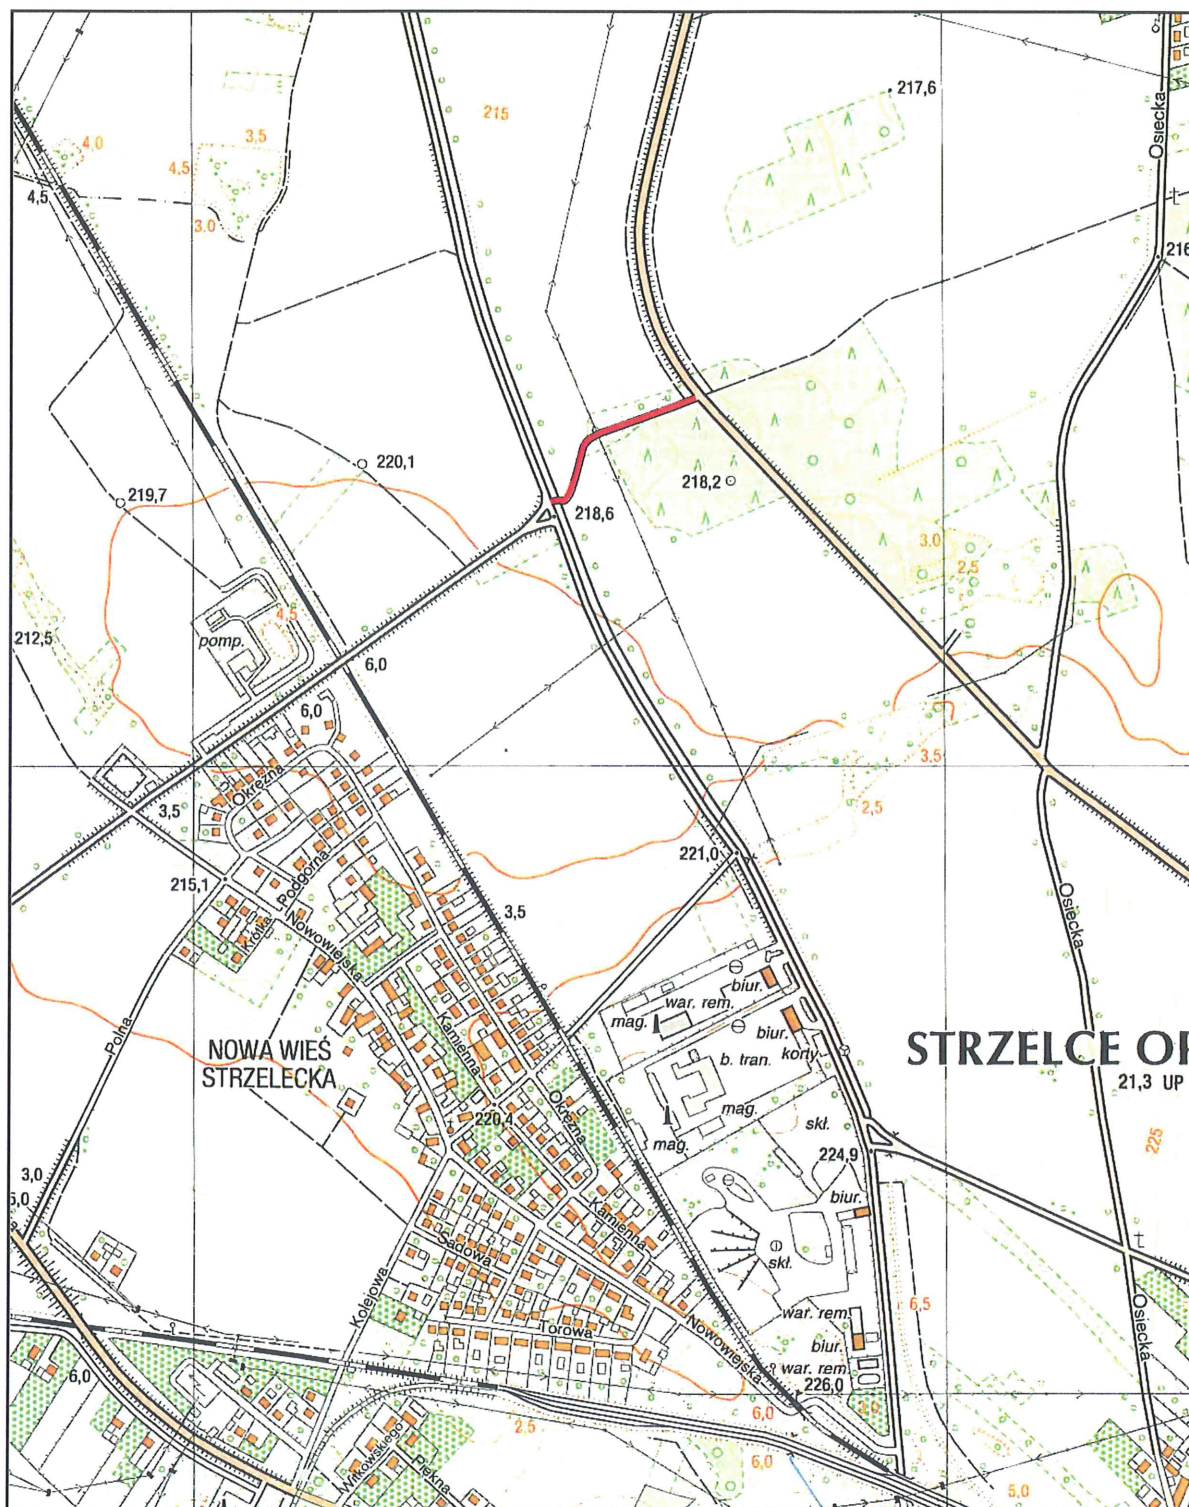 217,6
215
Osiecka
4,0
3,5
4.5
4,5
3.0
216
220,1
219,7
218,2
218,6
3.0
2,5
4,5
pomp.
212,5
6,0
6,0
3.5
Okrężna
3,5
2,5
221,0
Podgórna
215,1
Krótka
Nowowiejska
3,5
Osiecka
biur.
war. rem.
mag.
biur.
korty
b. tran.
Polna
Kamienna
NOWA WIEŚ
STRZELECKA
STRZELCE OP
21,3 UP
220,4
Okrężna
mag.
mag.
skł.
225
224,9
3,0
5,0
biur.
Kamienna
Sadowa
skł.
Kolejowa
6,5
Torowa
Nowowiejska
war. rem.
biur.
war. rem.
Osiecka
226,0
6,0
2,5
6,0
Witkowskiego
Piękna
6,0
5,0